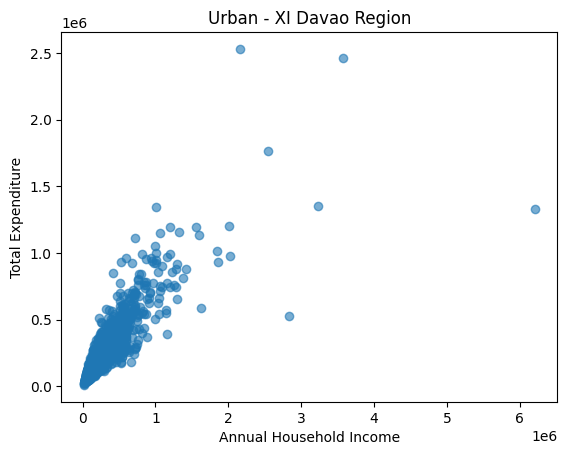 Urban - XI Davao Region
1e6
2.5
2.0
1.5
1.0
0.5
0.0
Total Expenditure
0 1 2 3 4 5 6
1e6
Annual Household Income